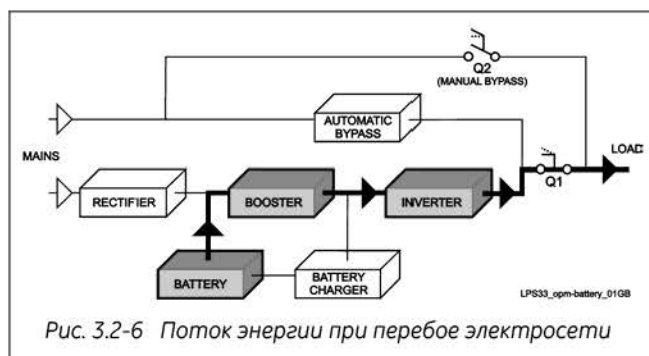 Q2
(MANUAL BYPASS)
AUTOMATIC
BYPASS
MAINS
LOAD
Q1
RECTIFIER
BOOSTER
INVERTER
BATTERY
BATTERY
CHARGER
LPS33_opm-battery_01GB
Рис. 3.2-6 Поток энергии при перебое электросети